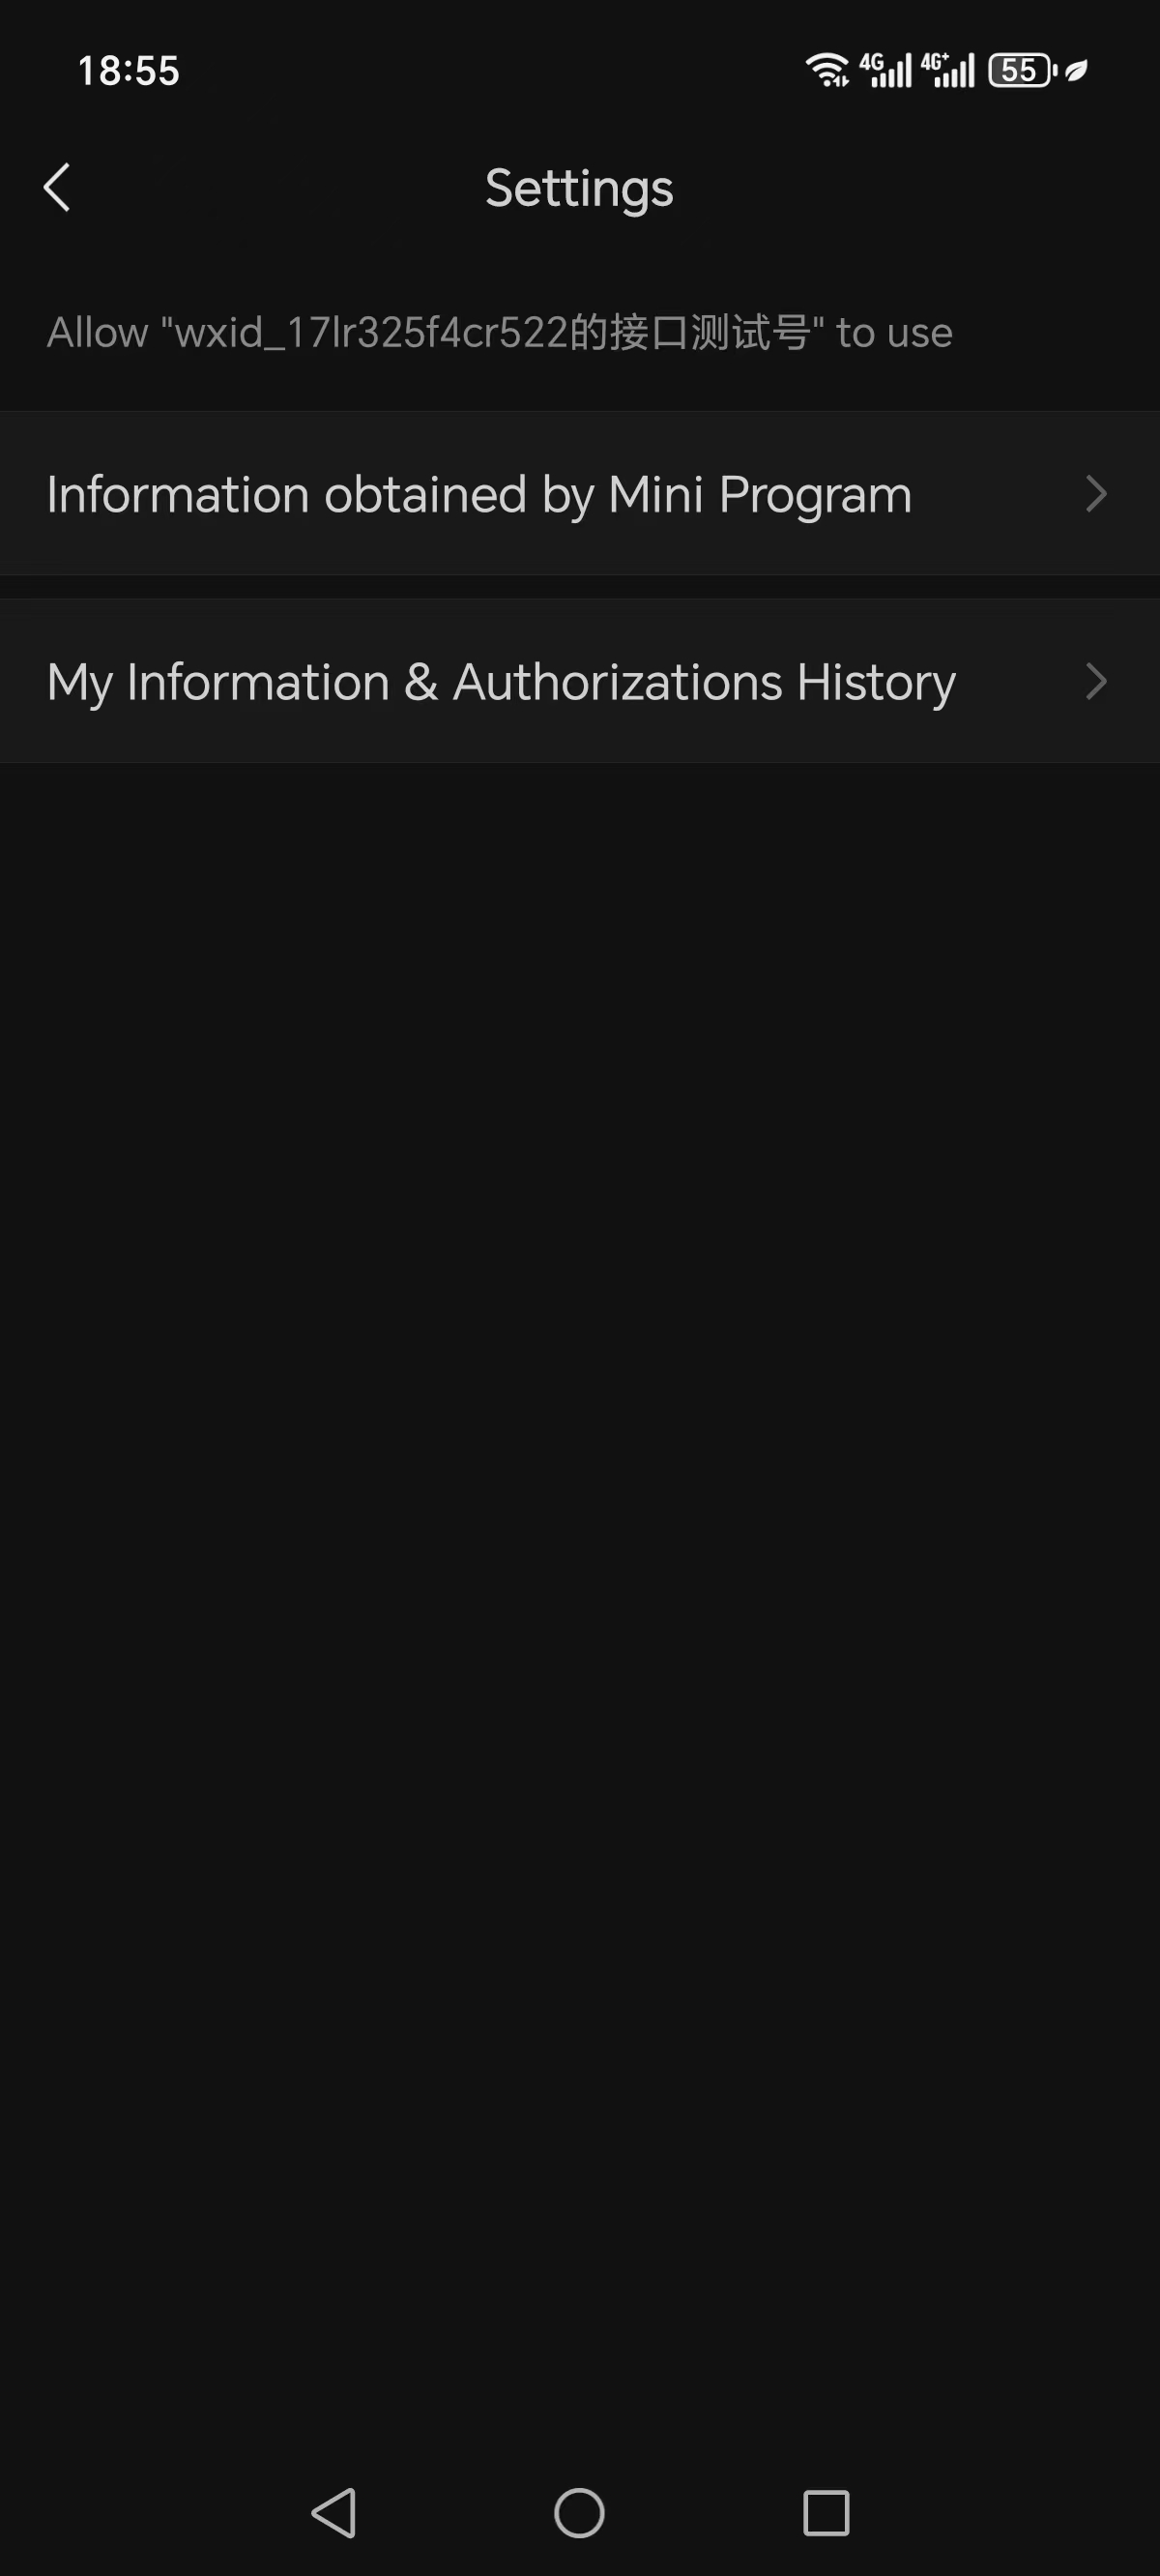 18:55
4G 4G+ 55
Settings
Allow "wxid_17lr325f4cr522的接口测试号" to use
Information obtained by Mini Program
My Information & Authorizations History